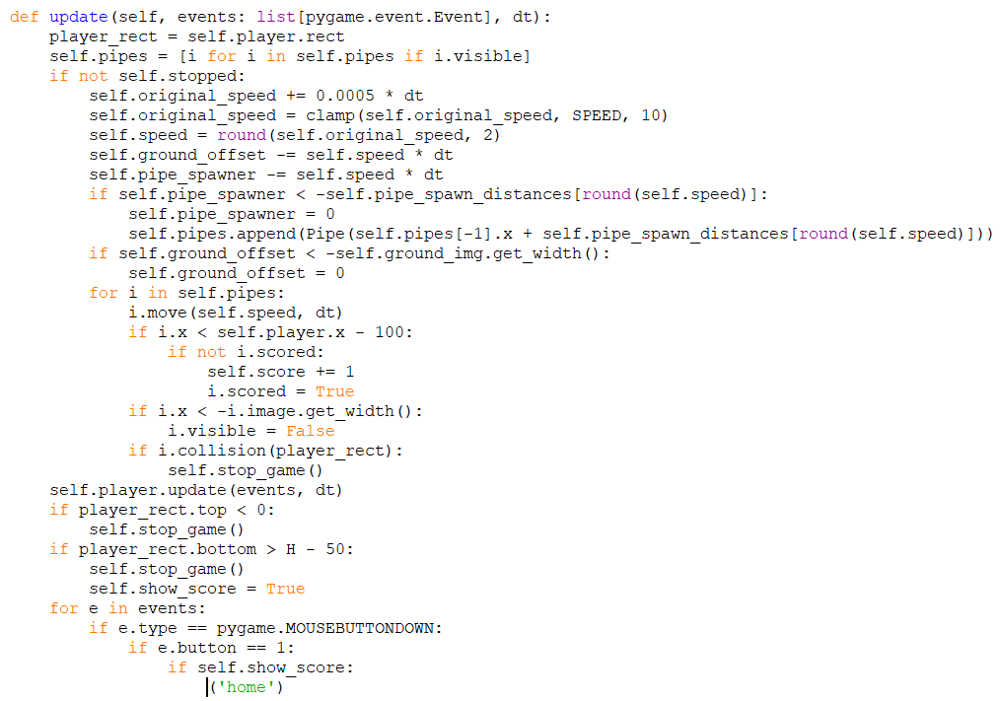 def update(self, events: list[pygame.event.Event], dt):
    player_rect = self.player.rect
    self.pipes = [i for i in self.pipes if i.visible]
    if not self.stopped:
        self.original_speed += 0.0005 * dt
        self.original_speed = clamp(self.original_speed, SPEED, 10)
        self.speed = round(self.original_speed, 2)
        self.ground_offset -= self.speed * dt
        self.pipe_spawner -= self.speed * dt
        if self.pipe_spawner < -self.pipe_spawn_distances[round(self.speed)]:
            self.pipe_spawner = 0
            self.pipes.append(Pipe(self.pipes[-1].x + self.pipe_spawn_distances[round(self.speed)]))
        if self.ground_offset < -self.ground_img.get_width():
            self.ground_offset = 0
        for i in self.pipes:
            i.move(self.speed, dt)
            if i.x < self.player.x - 100:
                if not i.scored:
                    self.score += 1
                    i.scored = True
            if i.x < -i.image.get_width():
                i.visible = False
            if i.collision(player_rect):
                self.stop_game()
    self.player.update(events, dt)
    if player_rect.top < 0:
        self.stop_game()
    if player_rect.bottom > H - 50:
        self.stop_game()
        self.show_score = True
    for e in events:
        if e.type == pygame.MOUSEBUTTONDOWN:
            if e.button == 1:
                if self.show_score:
                    ('home')